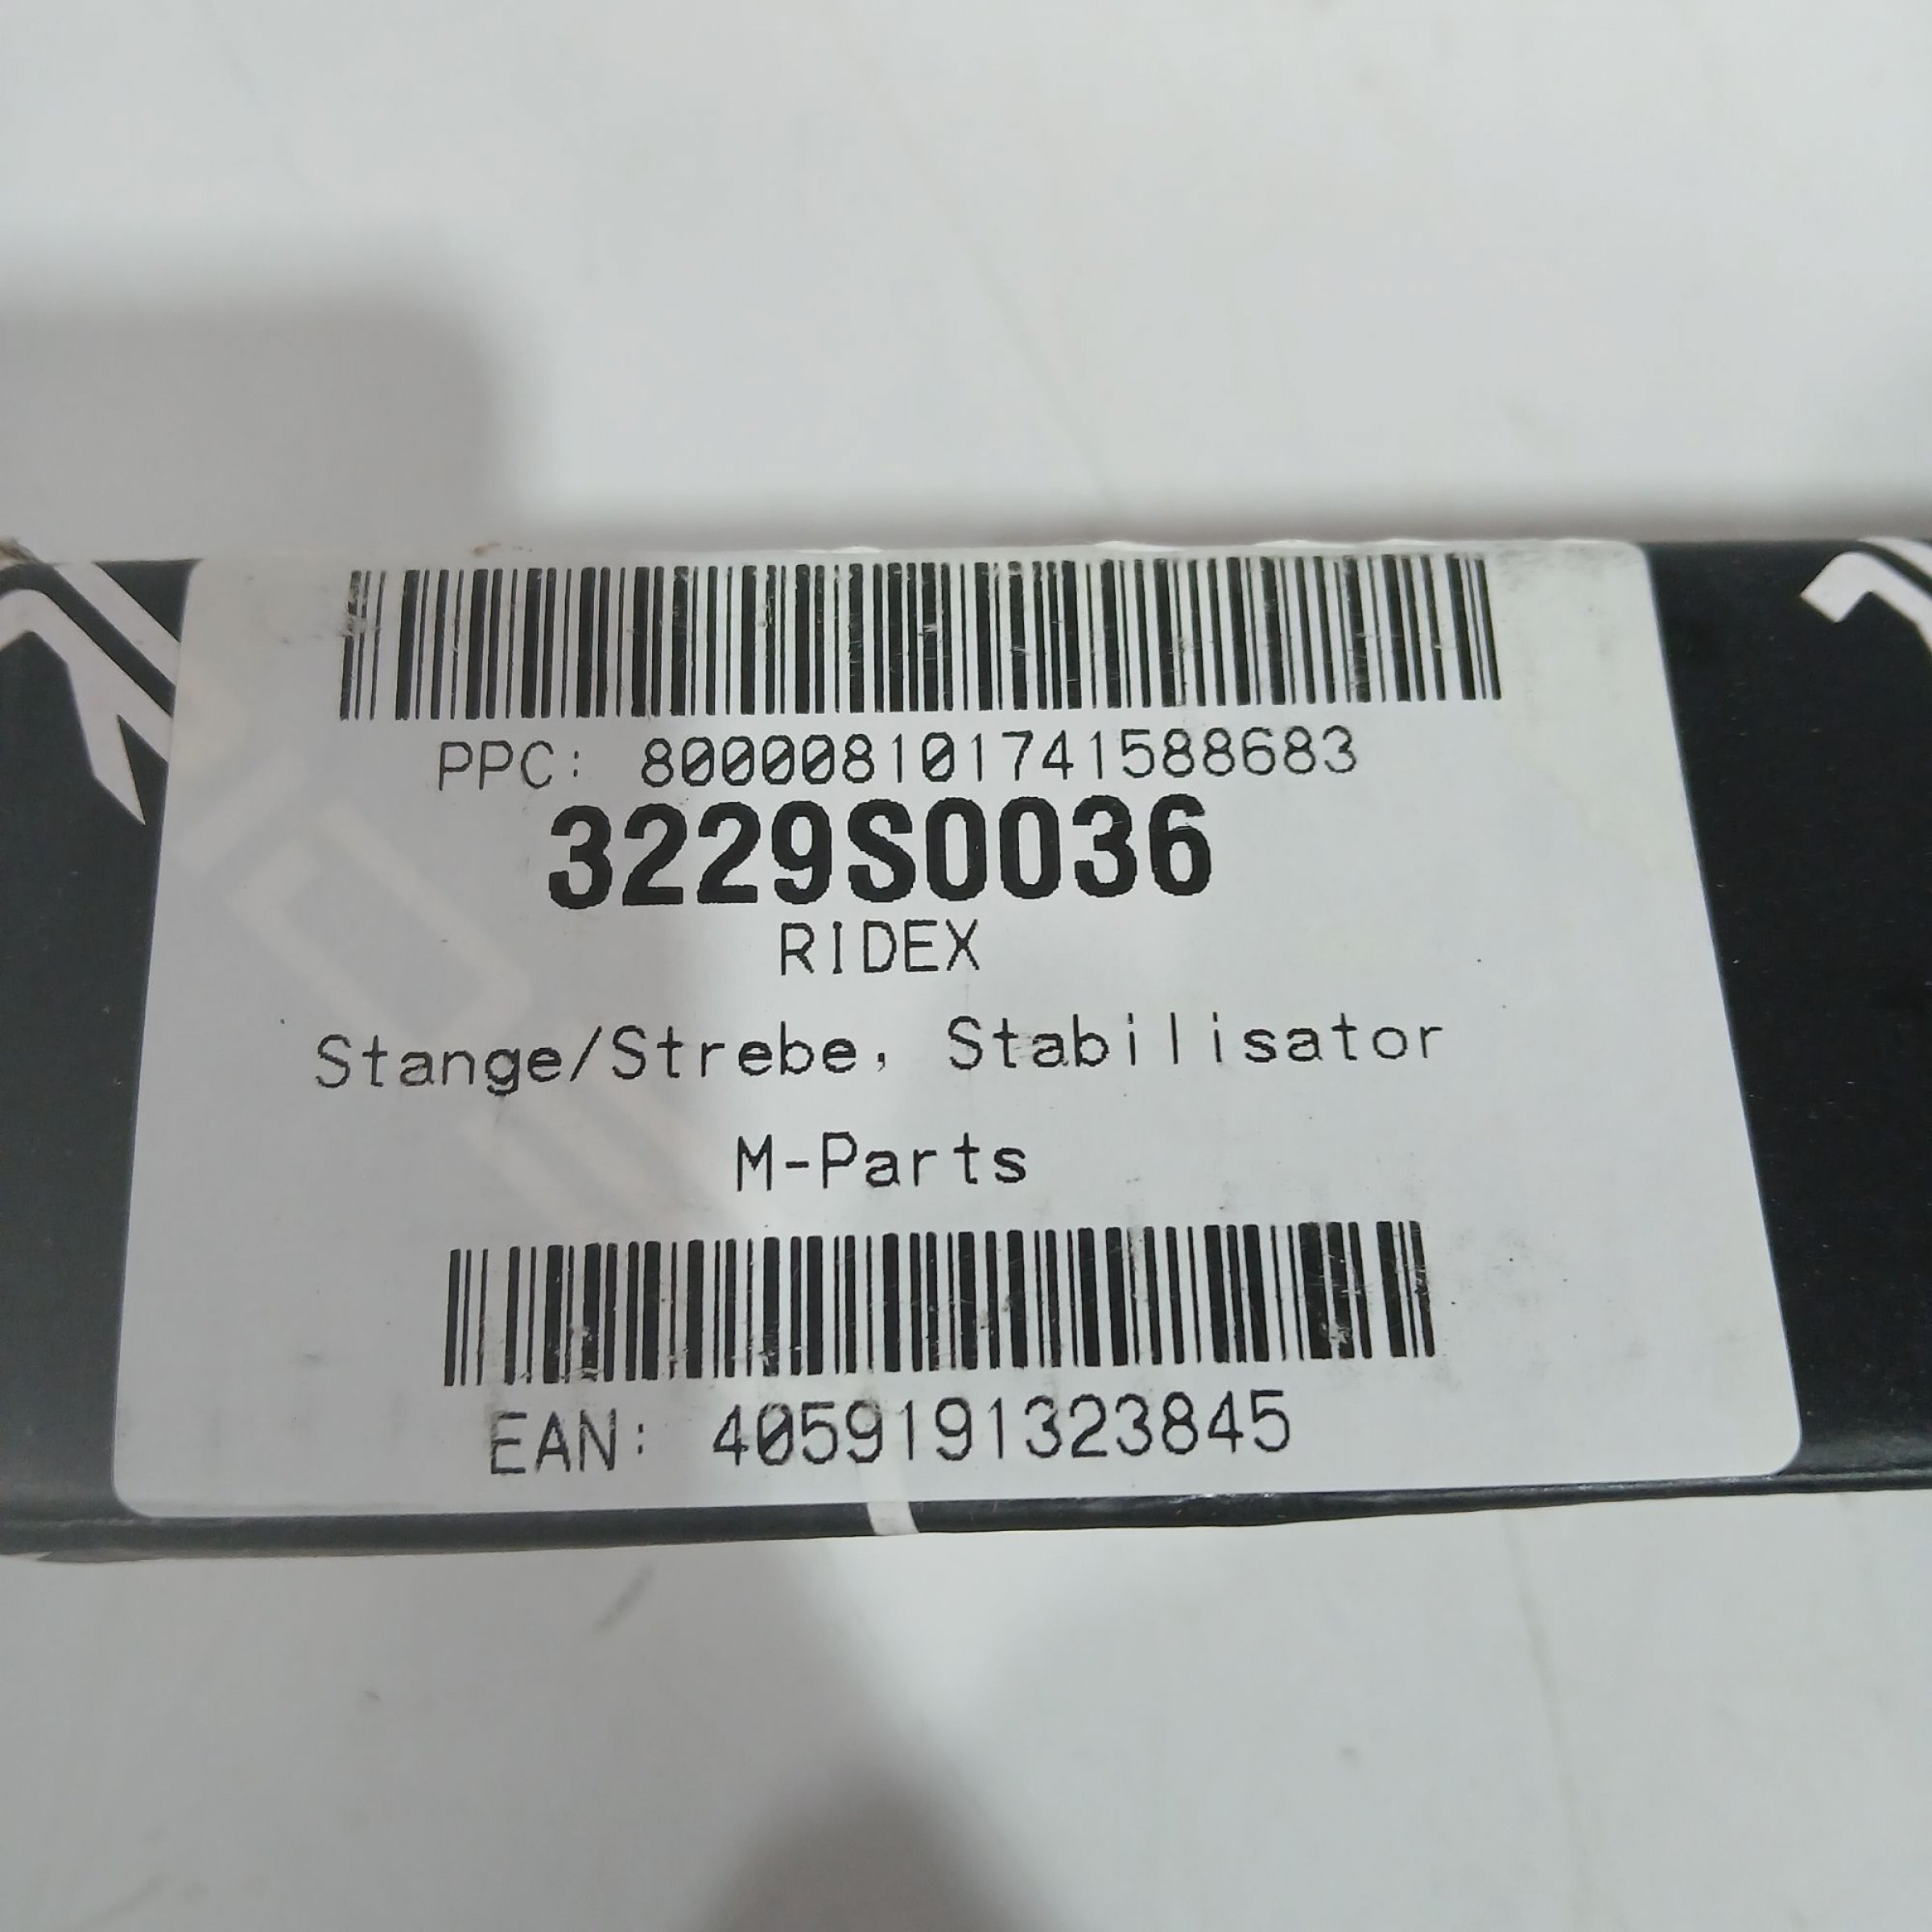 PPC: 800008101741588683
3229S0036
RIDEX
Stange/Strebe, Stabilisator
M-Parts
EAN: 4059191323845